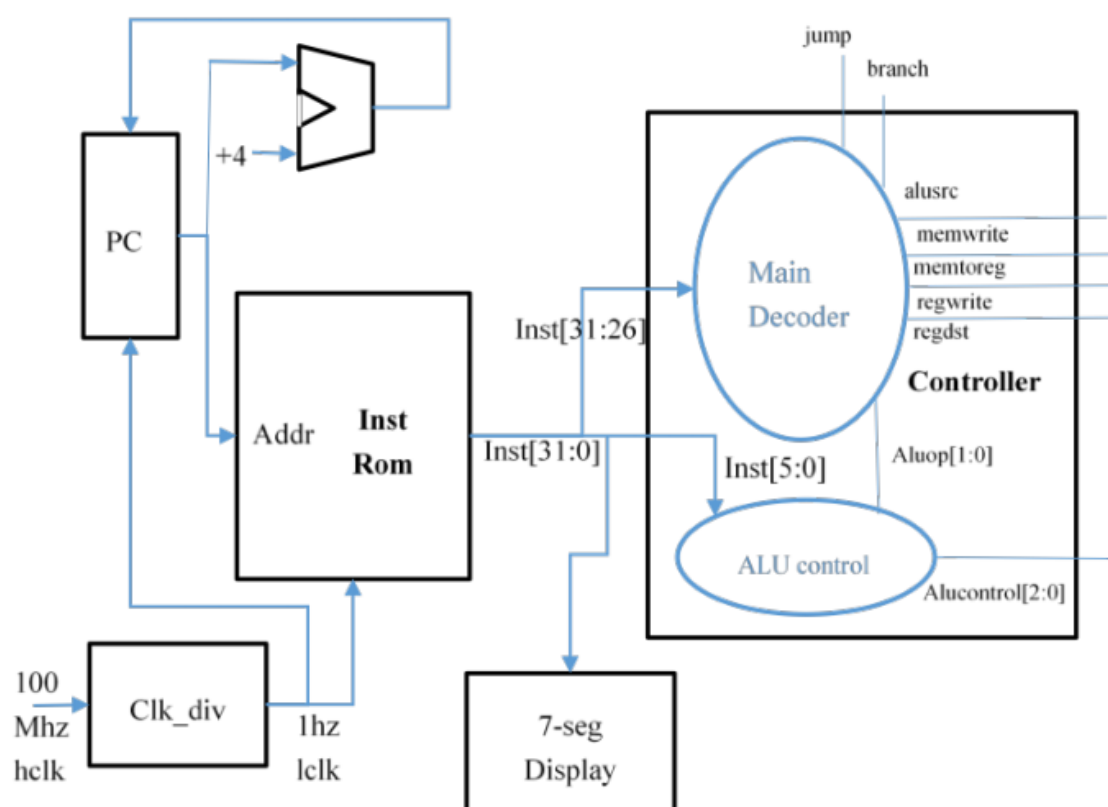 jump
branch
+4
PC
alusrc
memwrite
memtoreg
regwrite
regdst
Main
Decoder
Controller
Inst[31:26]
Addr
Inst
Rom
Inst[31:0]
Inst[5:0]
Aluop[1:0]
ALU control
Alucontrol[2:0]
100
Mhz
hclk
Clk_div
1hz
lclk
7-seg
Display